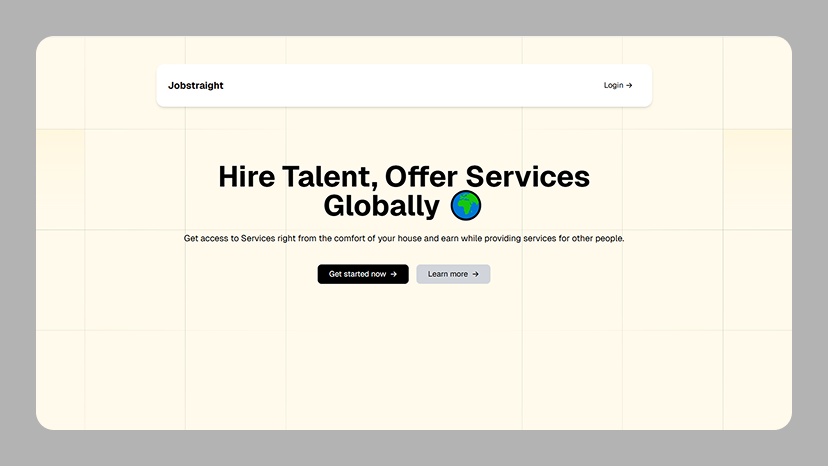 Jobstraight
Login →
Hire Talent, Offer Services
Globally 🌍
Get access to Services right from the comfort of your house and earn while providing services for other people.
Get started now →
Learn more →